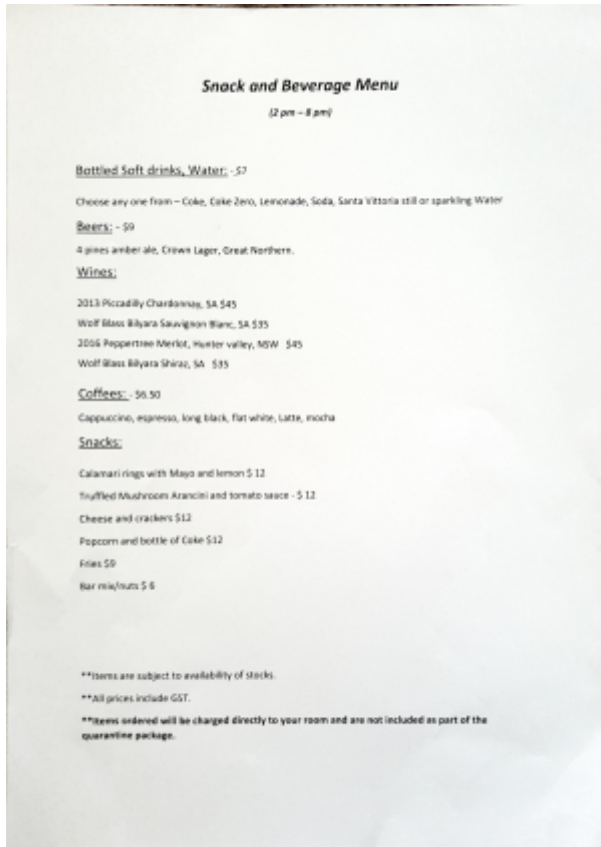 Snack and Beverage Menu
(2 pm – 8 pm)
Bottled Soft drinks, Water: - $7
Choose any one from – Coke, Coke Zero, Lemonade, Soda, Santa Vittoria still or sparkling Water
Beers: - $9
4 pines amber ale, Crown Lager, Great Northern.
Wines:
2013 Piccadilly Chardonnay, SA $45
Wolf Blass Bilyara Sauvignon Blanc, SA $35
2016 Peppertree Merlot, Hunter valley, NSW $45
Wolf Blass Bilyara Shiraz, SA $35
Coffees: - $6.50
Cappuccino, espresso, long black, flat white, Latte, mocha
Snacks:
Calamari rings with Mayo and lemon $ 12
Truffled Mushroom Arancini and tomato sauce - $ 12
Cheese and crackers $12
Popcorn and bottle of Coke $12
Fries $9
Bar mix/nuts $ 6
**Items are subject to availability of stocks.
**All prices include GST.
**Items ordered will be charged directly to your room and are not included as part of the
quarantine package.